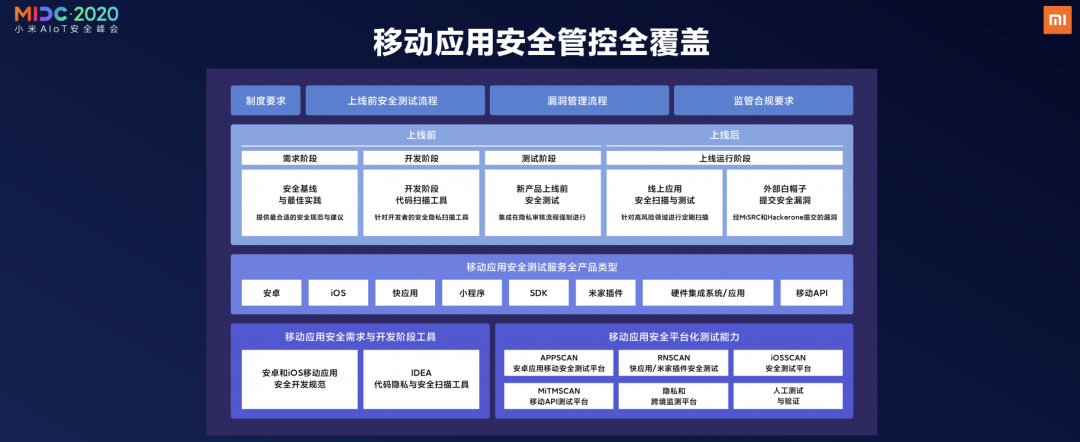 MIDC·2020
小米AIoT安全峰会
MI
移动应用安全管控全覆盖
制度要求
上线前安全测试流程
漏洞管理流程
监管合规要求
上线前
上线后
需求阶段
开发阶段
测试阶段
上线运行阶段
安全基线
与最佳实践
提供最合适的安全规范与建议
开发阶段
代码扫描工具
针对开发者的安全隐私扫描工具
新产品上线前
安全测试
集成在隐私审核流程强制进行
线上应用
安全扫描与测试
针对高风险领域进行定期扫描
外部白帽子
提交安全漏洞
经MiSRC和Hackerone提交的漏洞
移动应用安全测试服务全产品类型
安卓
iOS
快应用
小程序
SDK
米家插件
硬件集成系统/应用
移动API
移动应用安全需求与开发阶段工具
安卓和iOS移动应用
安全开发规范
IDEA
代码隐私与安全扫描工具
移动应用安全平台化测试能力
APPSCAN
安卓应用移动安全测试平台
RNSCAN
快应用/米家插件安全测试
iOSSCAN
安全测试平台
MiTMSCAN
移动API测试平台
隐私和
跨境监测平台
人工测试
与验证